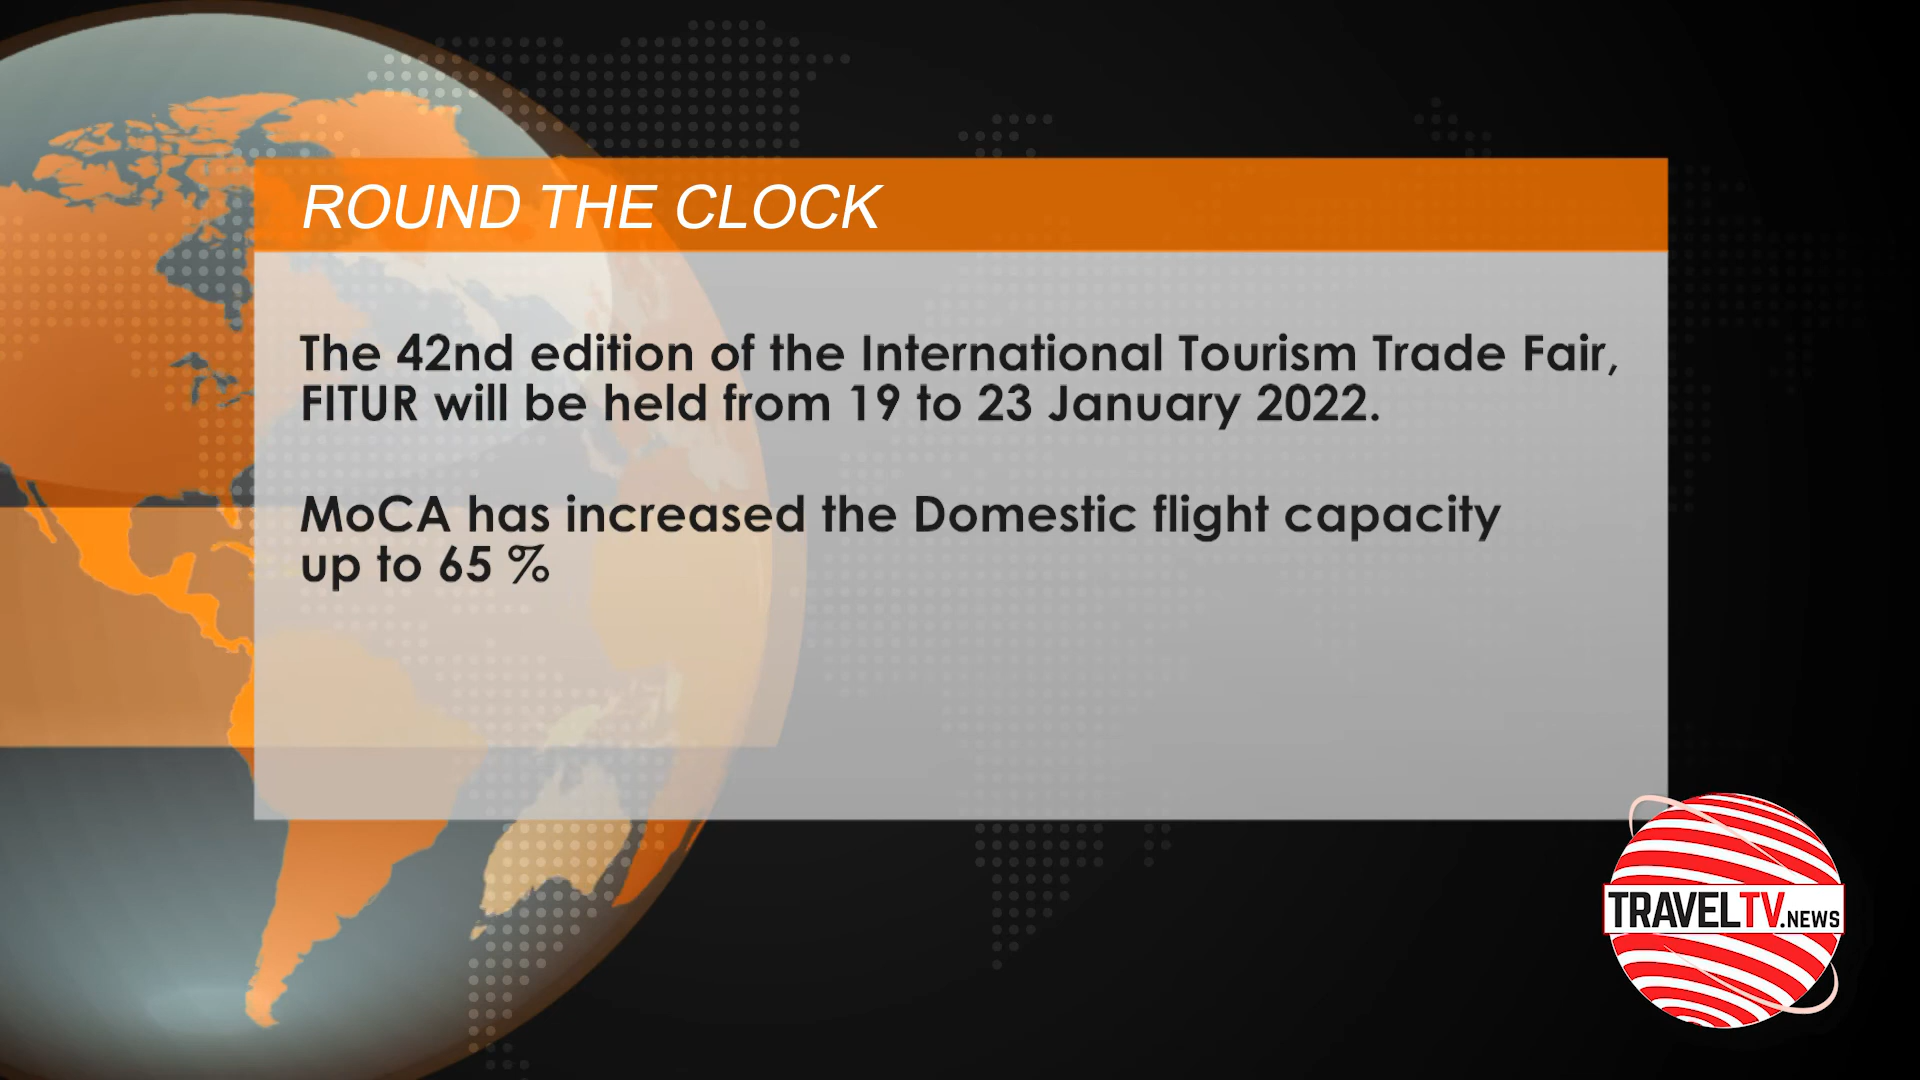 ROUND THE CLOCK
The 42nd edition of the International Tourism Trade Fair,
FITUR will be held from 19 to 23 January 2022.
MoCA has increased the Domestic flight capacity
up to 65 %
TRAVELTV.NEWS